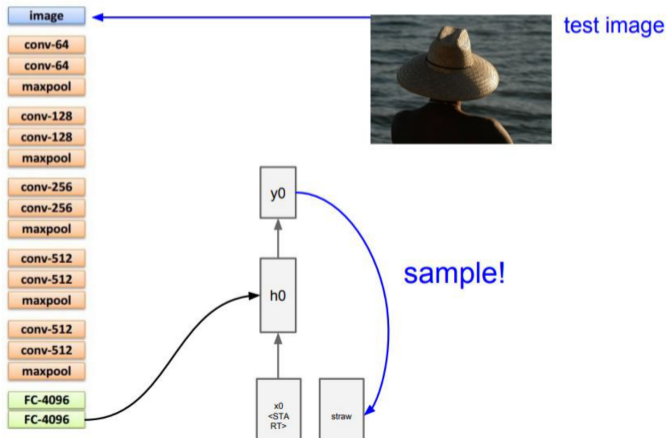 image
test image
conv-64
conv-64
maxpool
conv-128
conv-128
maxpool
conv-256
conv-256
maxpool
conv-512
conv-512
maxpool
conv-512
conv-512
maxpool
FC-4096
FC-4096
y0
sample!
h0
x0
<STA
RT>
straw